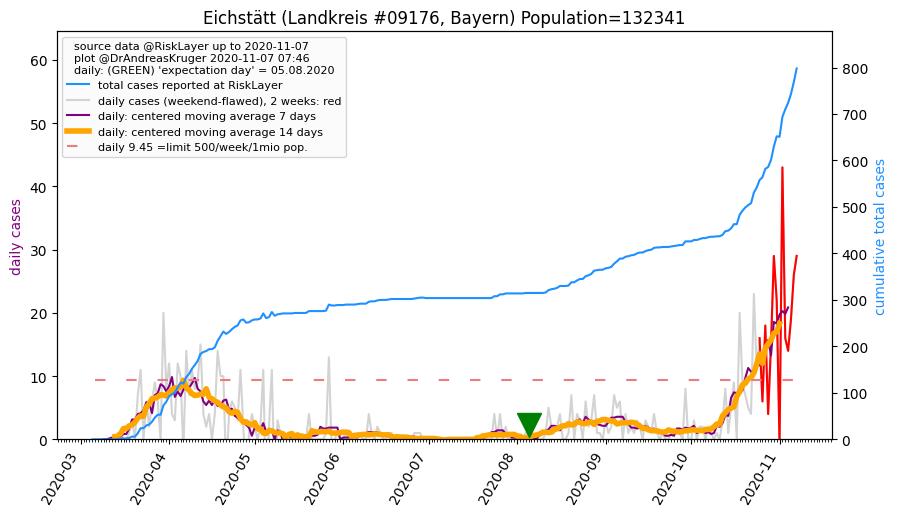 Eichstätt (Landkreis #09176, Bayern) Population=132341
source data @RiskLayer up to 2020-11-07
plot @DrAndreasKruger 2020-11-07 07:46
daily: (GREEN) 'expectation day' = 05.08.2020
total cases reported at RiskLayer
daily cases (weekend-flawed), 2 weeks: red
daily: centered moving average 7 days
daily: centered moving average 14 days
daily 9.45 =limit 500/week/1mio pop.
daily cases
60
50
40
30
20
10
0
cumulative total cases
800
700
600
500
400
300
200
100
0
2020-03
2020-04
2020-05
2020-06
2020-07
2020-08
2020-09
2020-10
2020-11